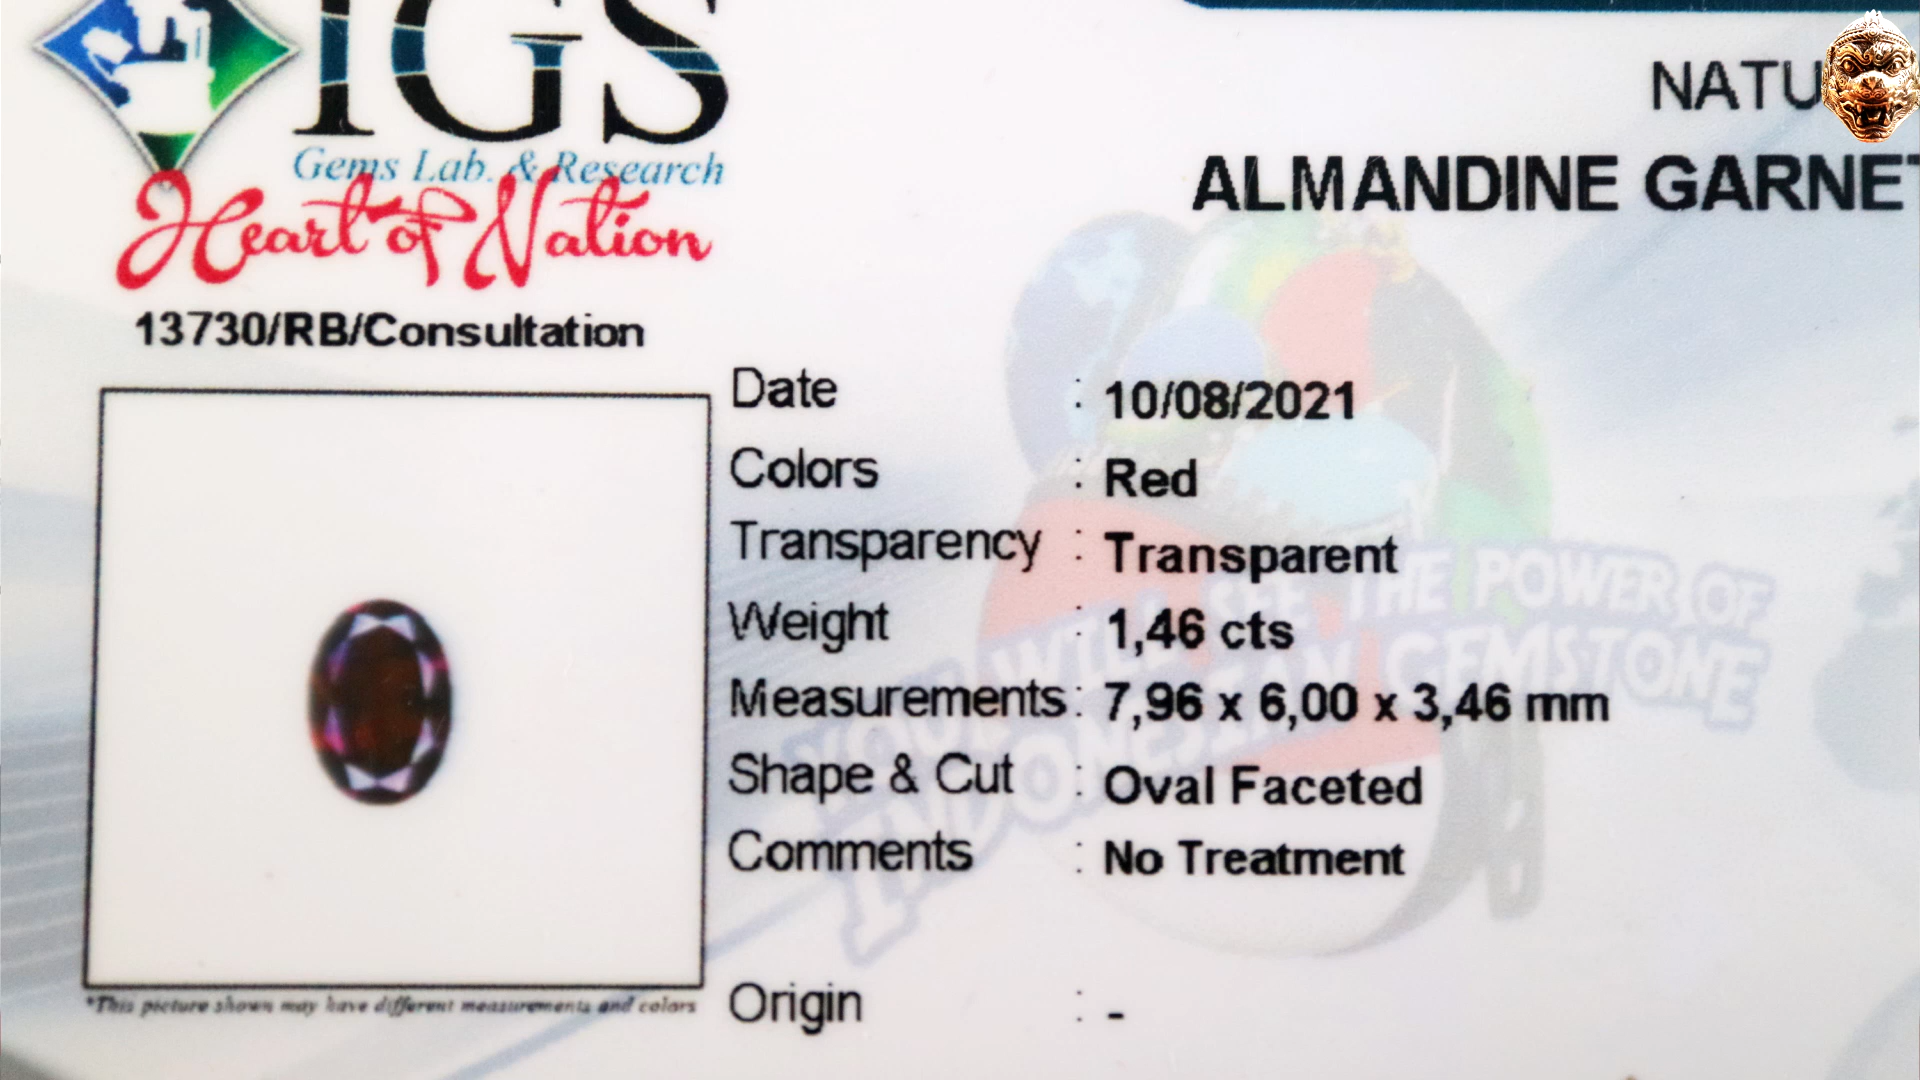 IGS
Gems Lab. & Research
Heart of Nation
13730/RB/Consultation
NATU
ALMANDINE GARNET
Date : 10/08/2021
Colors : Red
Transparency : Transparent
Weight : 1,46 cts
Measurements : 7,96 x 6,00 x 3,46 mm
Shape & Cut : Oval Faceted
Comments : No Treatment
Origin : -
*This picture shown may have different measurements and colors
YOU WILL SEE THE POWER OF
INDONESIAN GEMSTONE